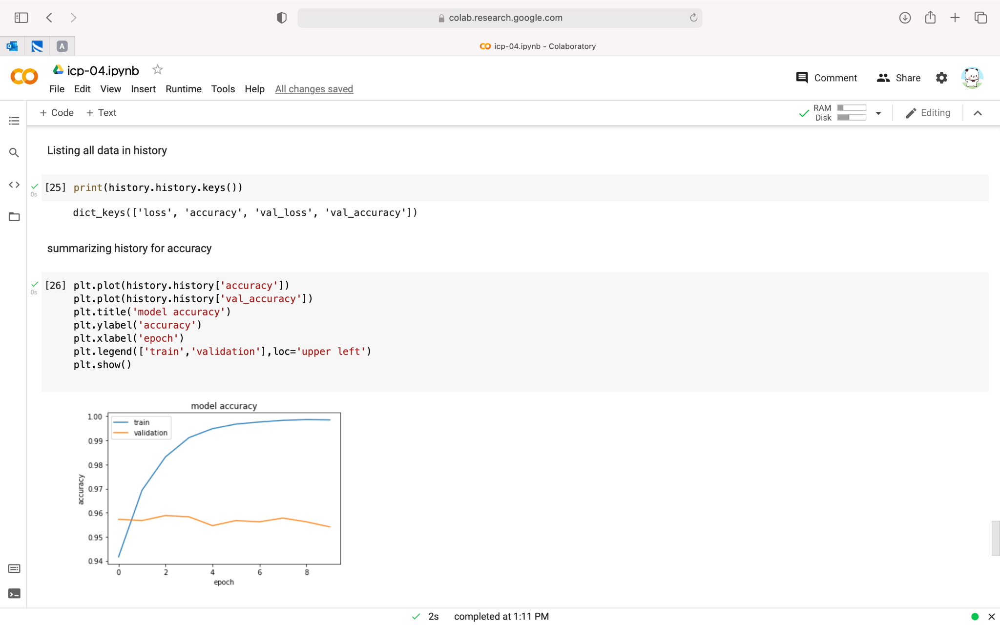 colab.research.google.com
A
icp-04.ipynb - Colaboratory
icp-04.ipynb
Comment
Share
File Edit View Insert Runtime Tools Help All changes saved
+ Code + Text
RAM
Disk
Editing
Listing all data in history
[25] print(history.history.keys())
0s
dict_keys(['loss', 'accuracy', 'val_loss', 'val_accuracy'])
summarizing history for accuracy
[26] plt.plot(history.history['accuracy'])
0s
plt.plot(history.history['val_accuracy'])
plt.title('model accuracy')
plt.ylabel('accuracy')
plt.xlabel('epoch')
plt.legend(['train','validation'],loc='upper left')
plt.show()
model accuracy
train
validation
1.00
0.99
0.98
0.97
0.96
0.95
0.94
accuracy
0 2 4 6 8
epoch
2s completed at 1:11 PM